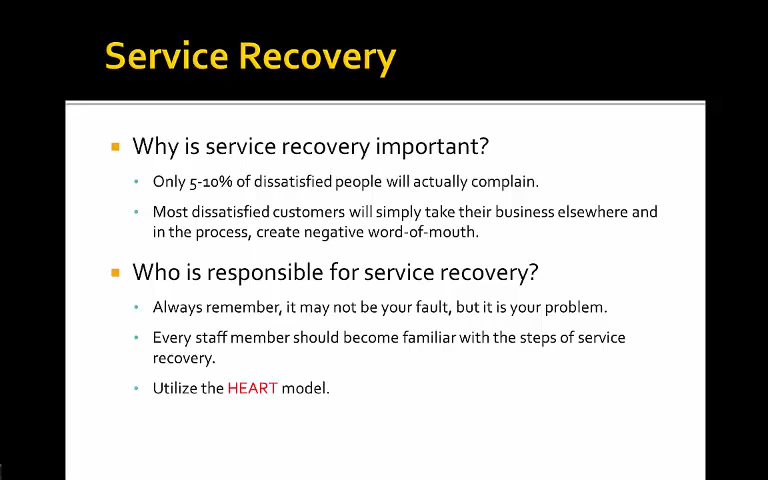 Service Recovery
Why is service recovery important?
Only 5-10% of dissatisfied people will actually complain.
Most dissatisfied customers will simply take their business elsewhere and
in the process, create negative word-of-mouth.
Who is responsible for service recovery?
Always remember, it may not be your fault, but it is your problem.
Every staff member should become familiar with the steps of service
recovery.
Utilize the HEART model.